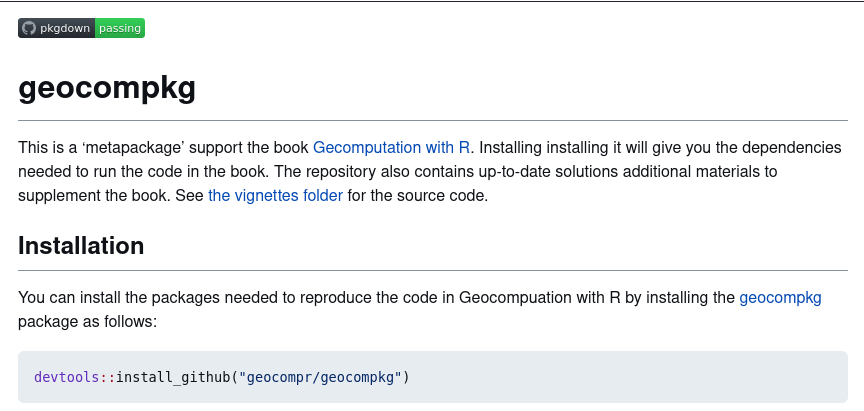 pkgdown passing
geocompkg
This is a ‘metapackage’ support the book Gecomputation with R. Installing installing it will give you the dependencies
needed to run the code in the book. The repository also contains up-to-date solutions additional materials to
supplement the book. See the vignettes folder for the source code.
Installation
You can install the packages needed to reproduce the code in Geocompuation with R by installing the geocompkg
package as follows:
devtools::install_github("geocompr/geocompkg")